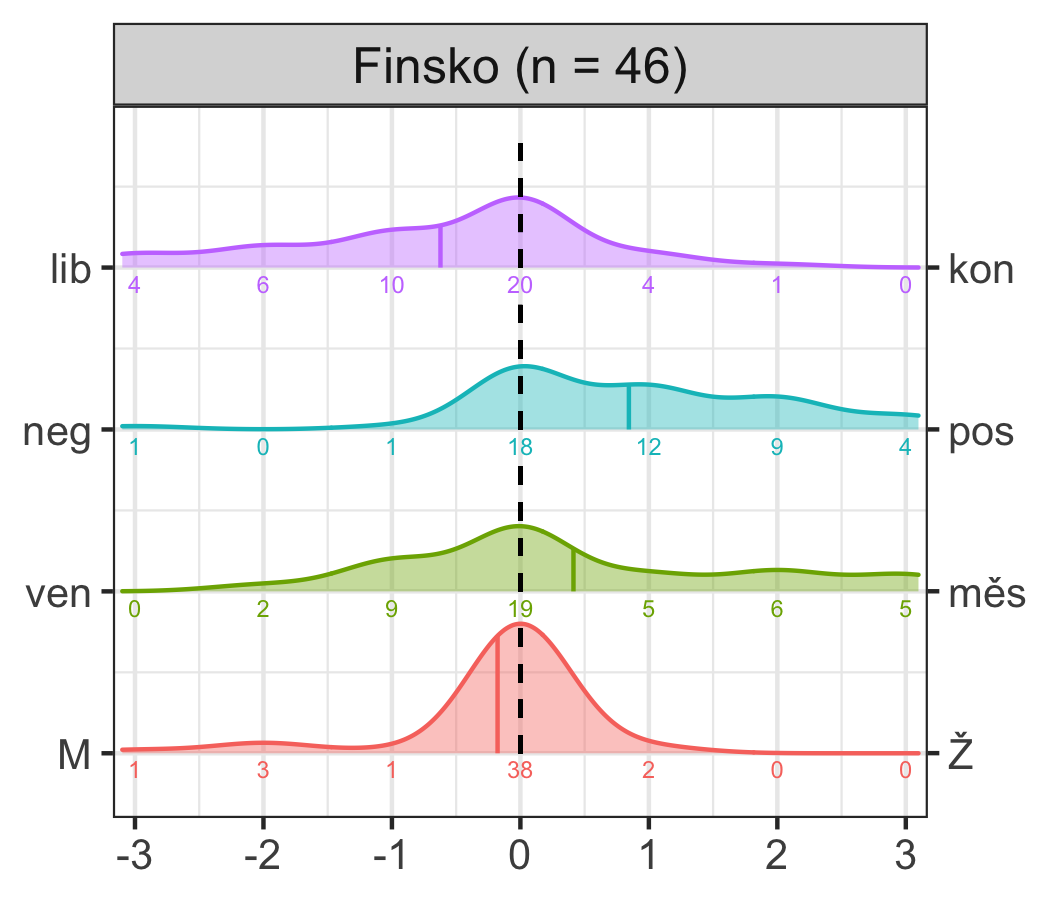 Finsko (n = 46)
lib kon
4 6 10 20 4 1 0
neg pos
1 0 1 18 12 9 4
ven měs
0 2 9 19 5 6 5
M Ž
1 3 1 38 2 0 0
-3 -2 -1 0 1 2 3